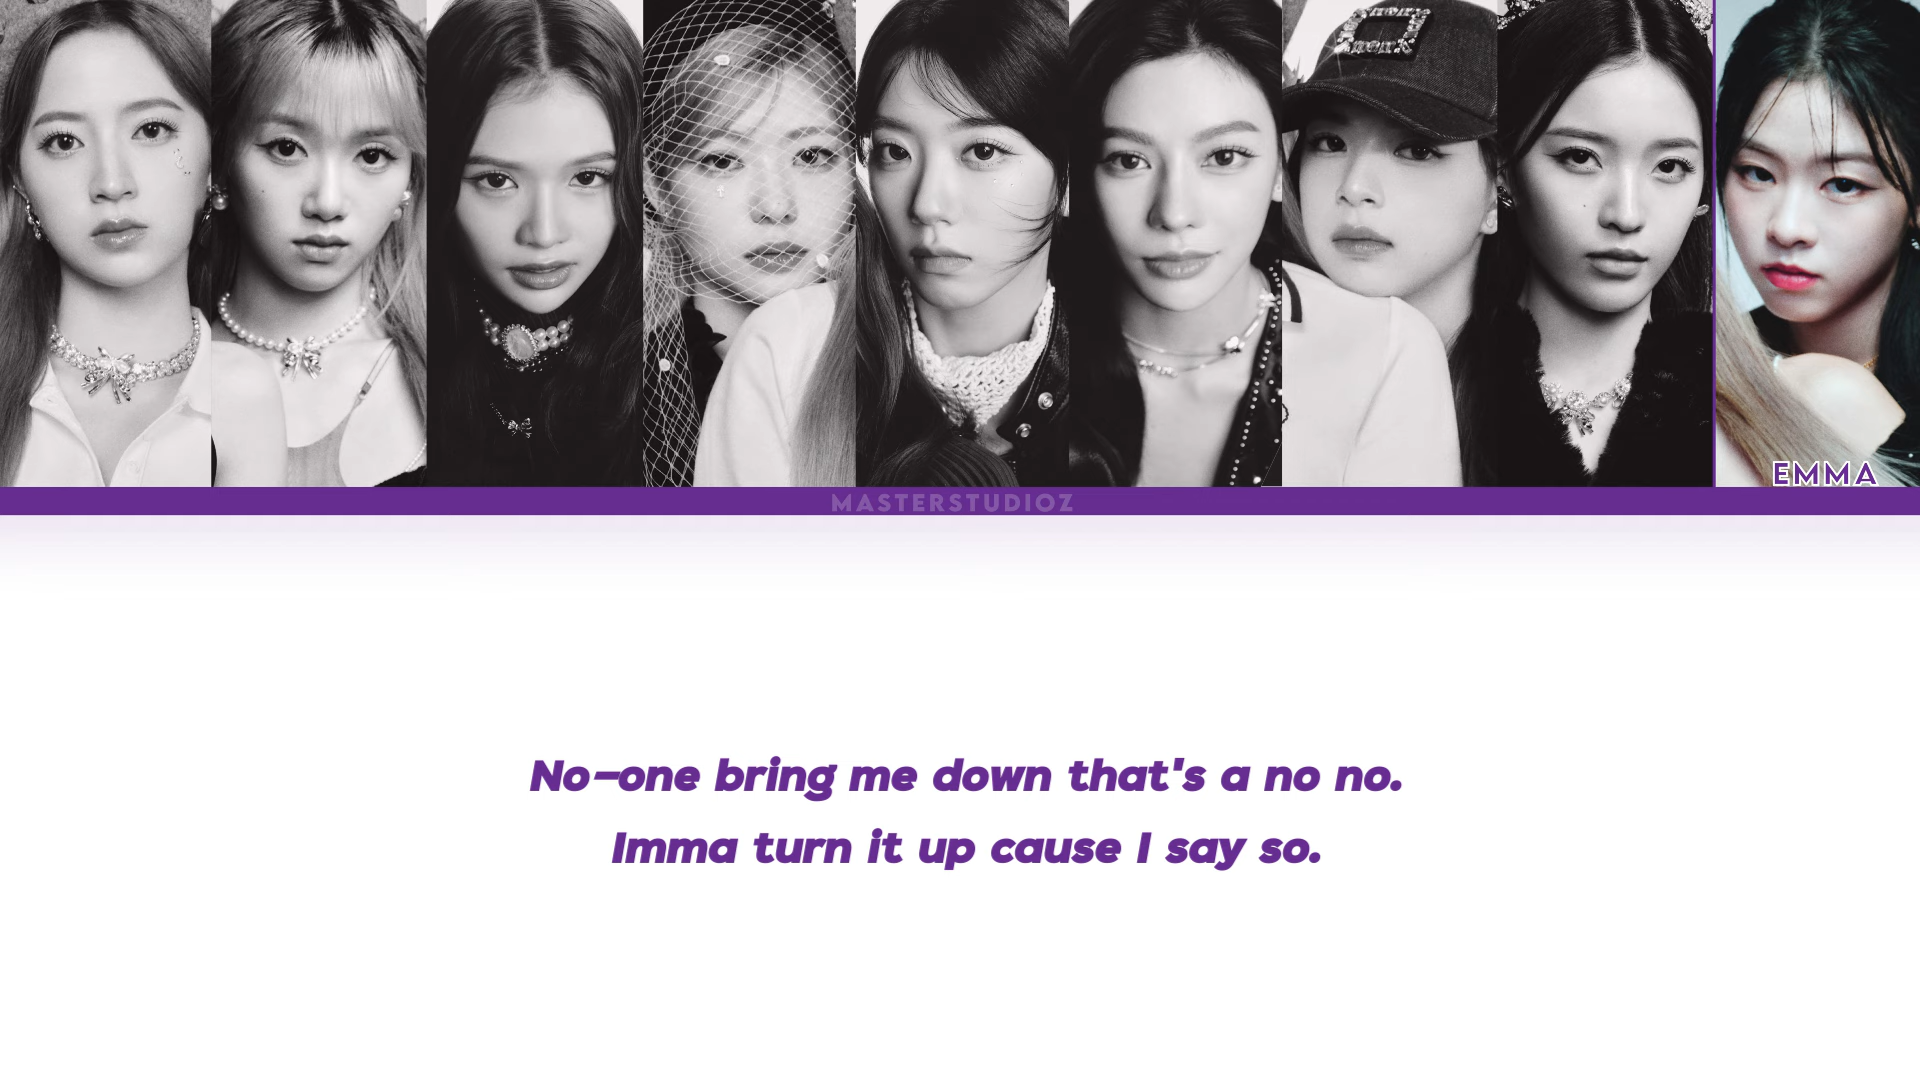 EMMA
MASTERSTUDIOZ
No-one bring me down that's a no no.
Imma turn it up cause I say so.